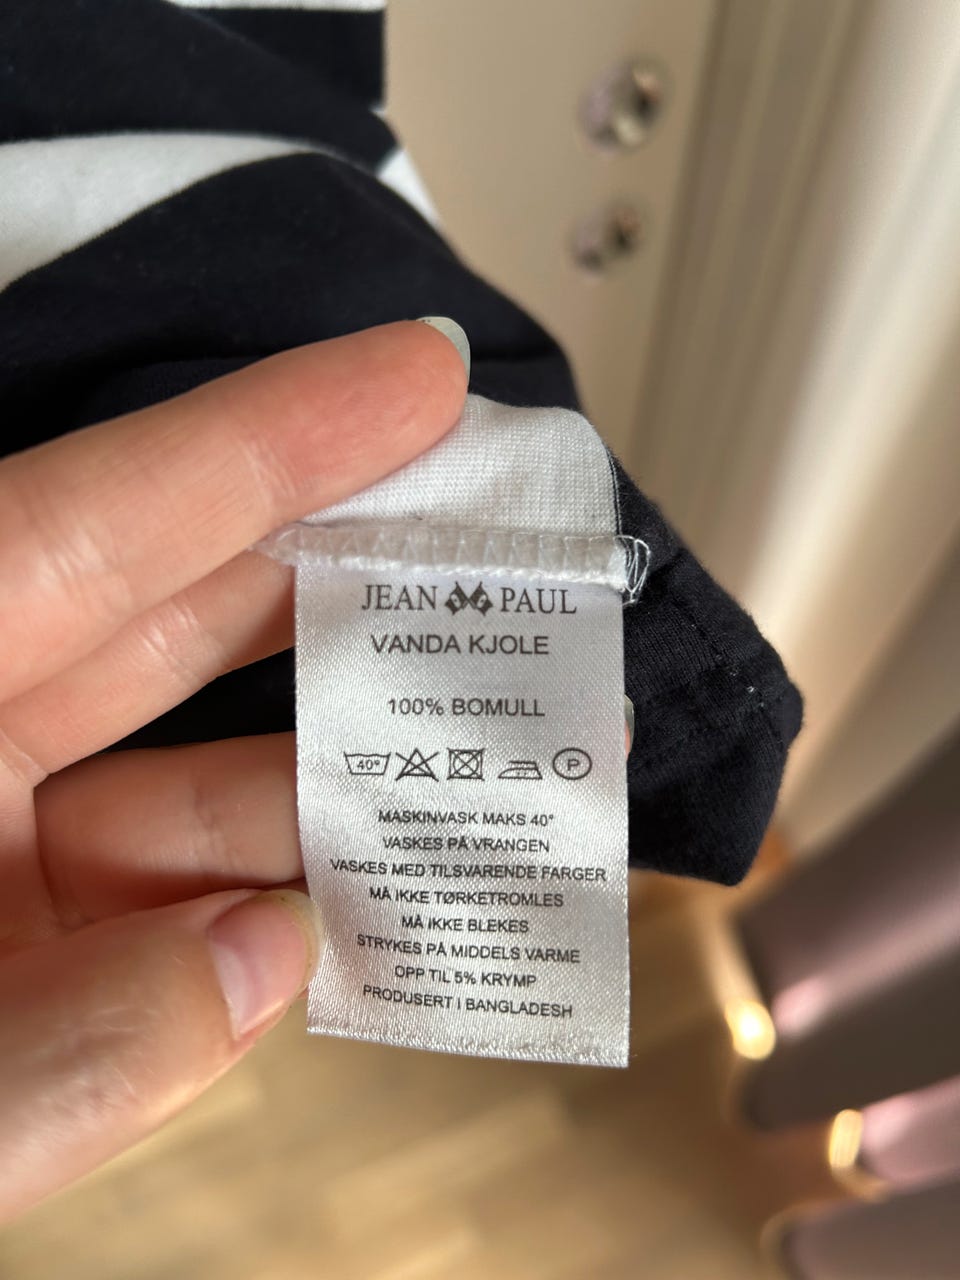 JEAN PAUL
VANDA KJOLE
100% BOMULL
40° P
MASKINVASK MAKS 40°
VASKES PÅ VRANGEN
VASKES MED TILSVARENDE FARGER
MÅ IKKE TØRKETROMLES
MÅ IKKE BLEKES
STRYKES PÅ MIDDELS VARME
OPP TIL 5% KRYMP
PRODUSERT I BANGLADESH